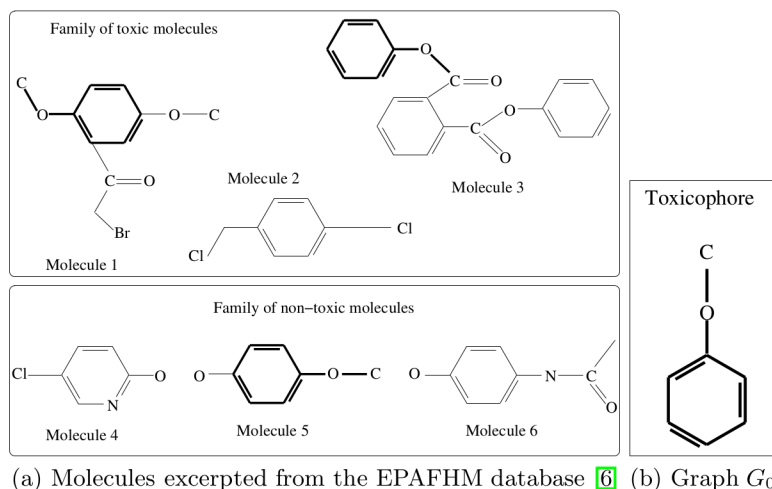 Family of toxic molecules
C
O
O
C
C
O
Br
Molecule 1
Molecule 2
Cl
Cl
O
C
O
O
C
O
Molecule 3
Family of non-toxic molecules
Cl
N
O
Molecule 4
O
O
C
Molecule 5
O
N
C
O
Molecule 6
Toxicophore
C
O
(a) Molecules excerpted from the EPAFHM database 6 (b) Graph G0